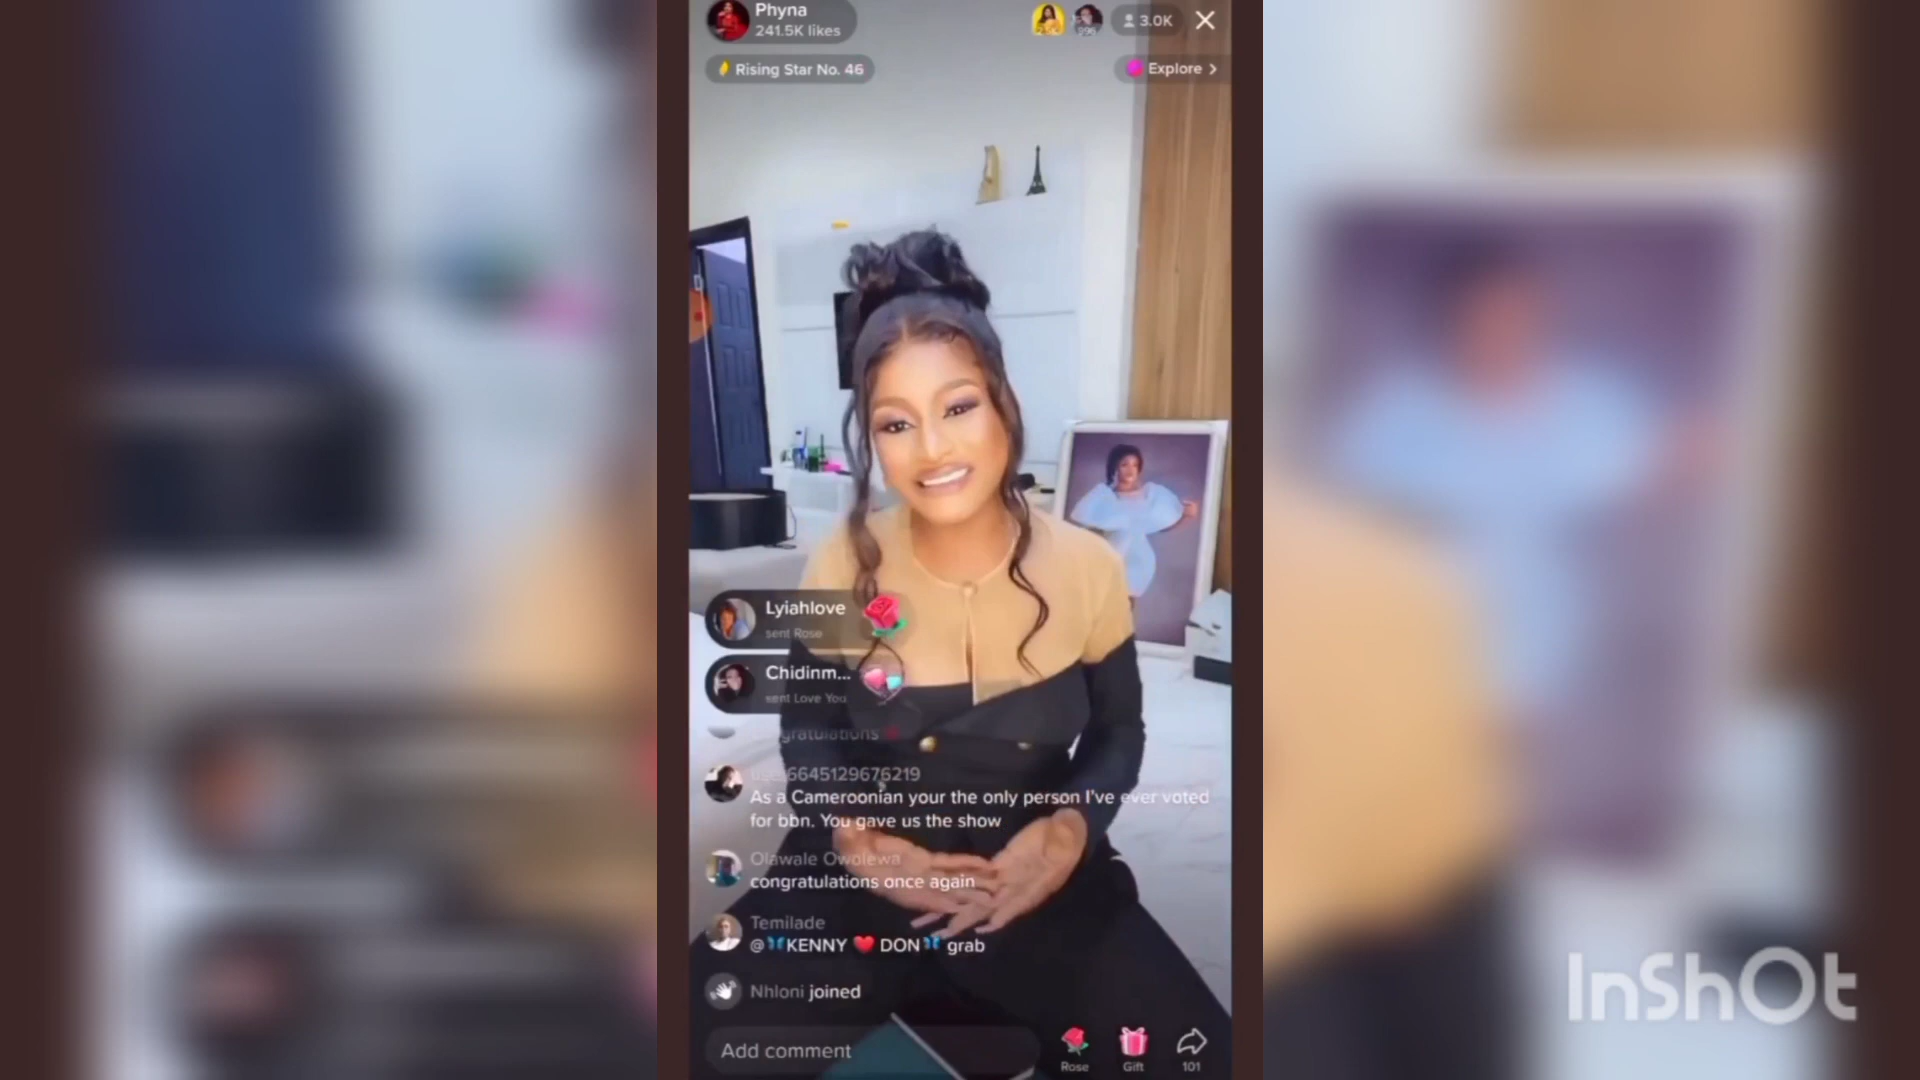 Phyna
241.5K likes
3.0K
Rising Star No. 46
Explore
Lyiahlove
sent Rose
Chidinm...
sent Love You
gratulations
6645129676219
As a Cameroonian your the only person I've ever voted
for bbn. You gave us the show
Olawale Owolewa
congratulations once again
Temilade
@🦋KENNY ❤️ DON🦋 grab
Nhloni joined
Add comment
Rose
Gift
101
InShOt